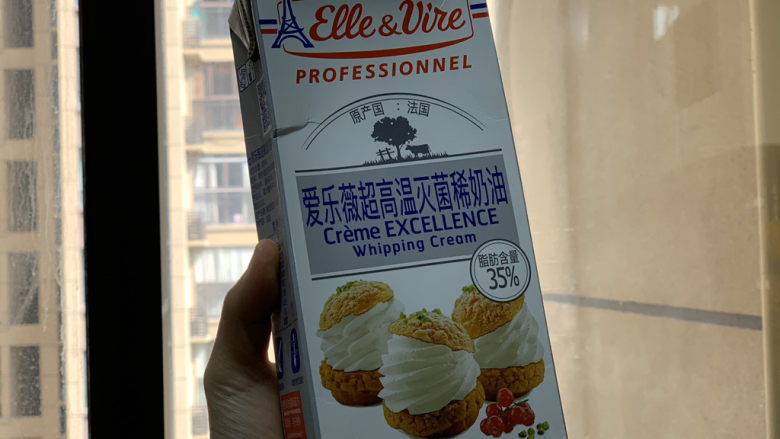 Elle&Vire
PROFESSIONNEL
原产国：法国
爱乐薇超高温灭菌稀奶油
Crème EXCELLENCE
Whipping Cream
脂肪含量
35%